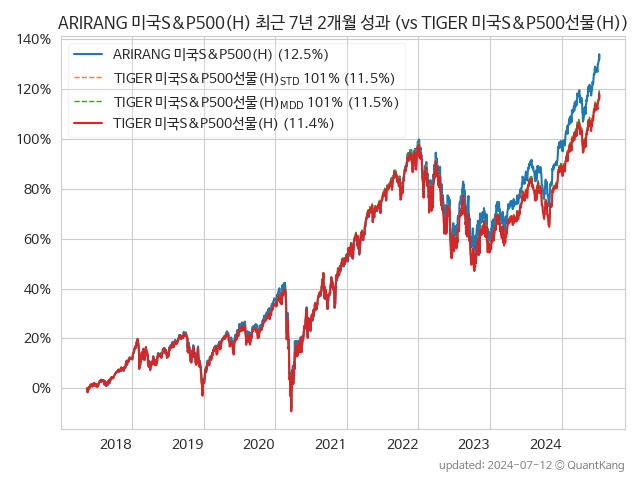 ARIRANG 미국S&P500(H) 최근 7년 2개월 성과 (vs TIGER 미국S&P500선물(H))
140%
120%
100%
80%
60%
40%
20%
0%
ARIRANG 미국S&P500(H) (12.5%)
TIGER 미국S&P500선물(H)STD 101% (11.5%)
TIGER 미국S&P500선물(H)MDD 101% (11.5%)
TIGER 미국S&P500선물(H) (11.4%)
2018 2019 2020 2021 2022 2023 2024
updated: 2024-07-12 © QuantKang